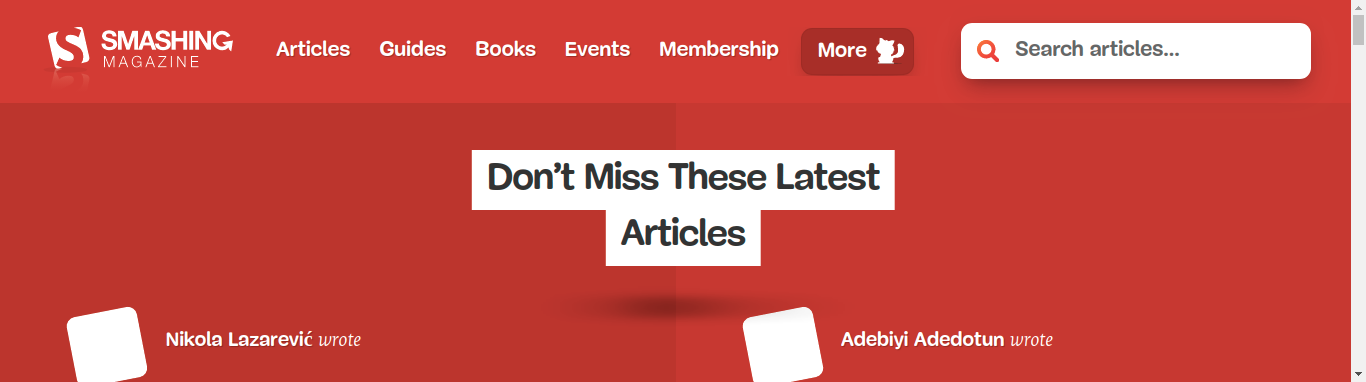 SMASHING
MAGAZINE
Articles Guides Books Events Membership More
Search articles...
Don’t Miss These Latest
Articles
Nikola Lazarević wrote
Adebiyi Adedotun wrote